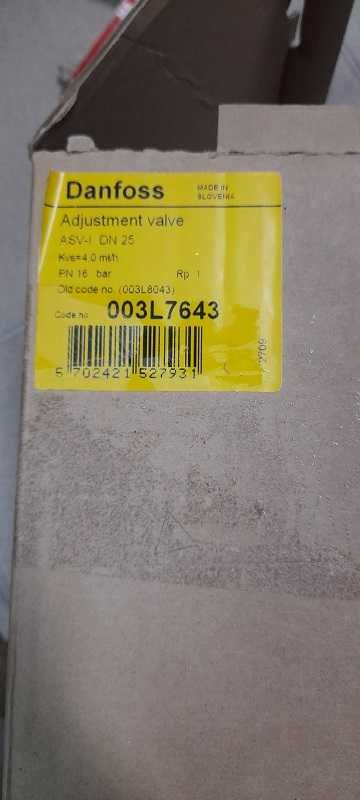 Danfoss
MADE IN
SLOVENIA
Adjustment valve
ASV-I DN 25
Kvs=4.0 m³/h
PN 16 bar Rp 1
Old code no. (003L8043)
Code no. 003L7643
5 702421 527931
2709